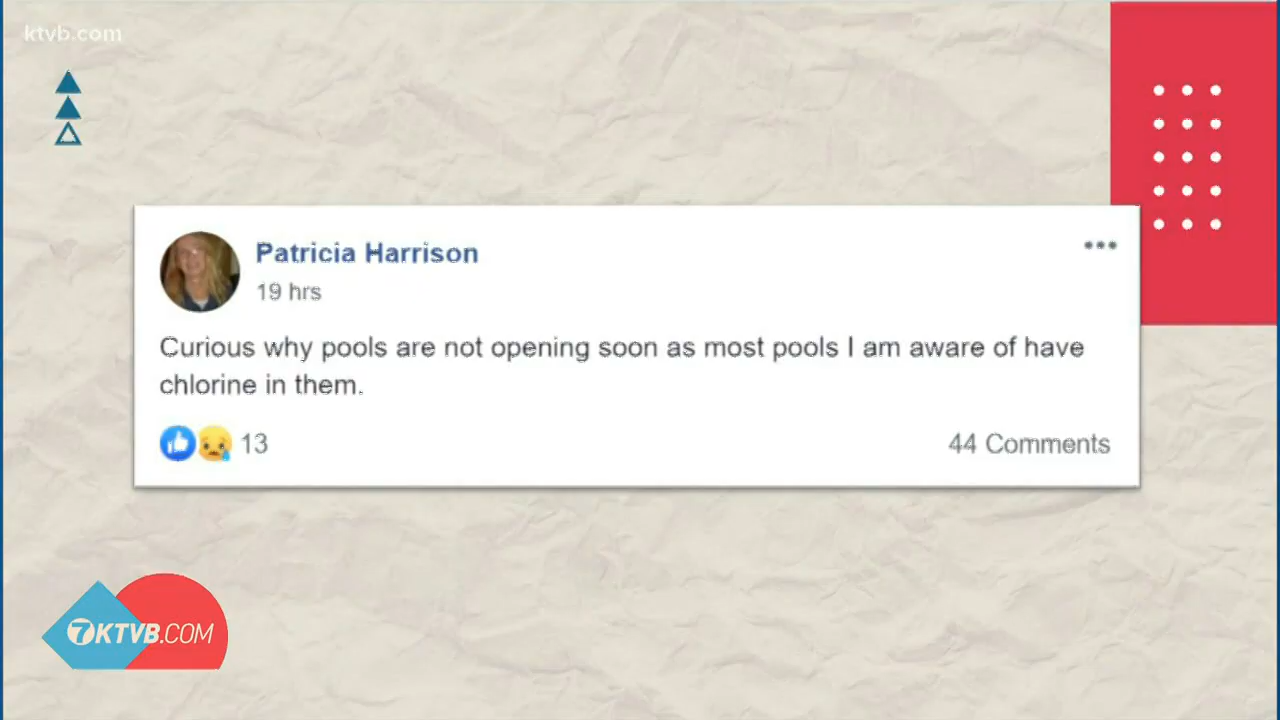 ktvb.com
Patricia Harrison
19 hrs
Curious why pools are not opening soon as most pools I am aware of have
chlorine in them.
13
44 Comments
7KTVB.COM